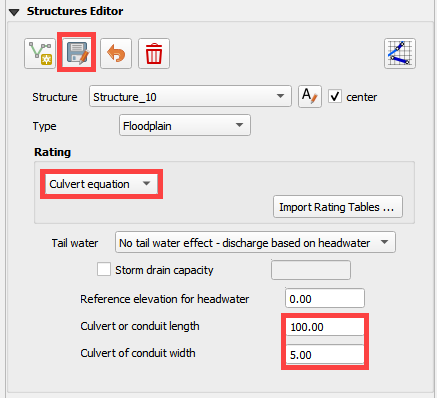 Structures Editor
Structure Structure_10 A center
Type Floodplain
Rating
Culvert equation
Import Rating Tables ...
Tail water No tail water effect - discharge based on headwater
Storm drain capacity
Reference elevation for headwater 0.00
Culvert or conduit length 100.00
Culvert of conduit width 5.00